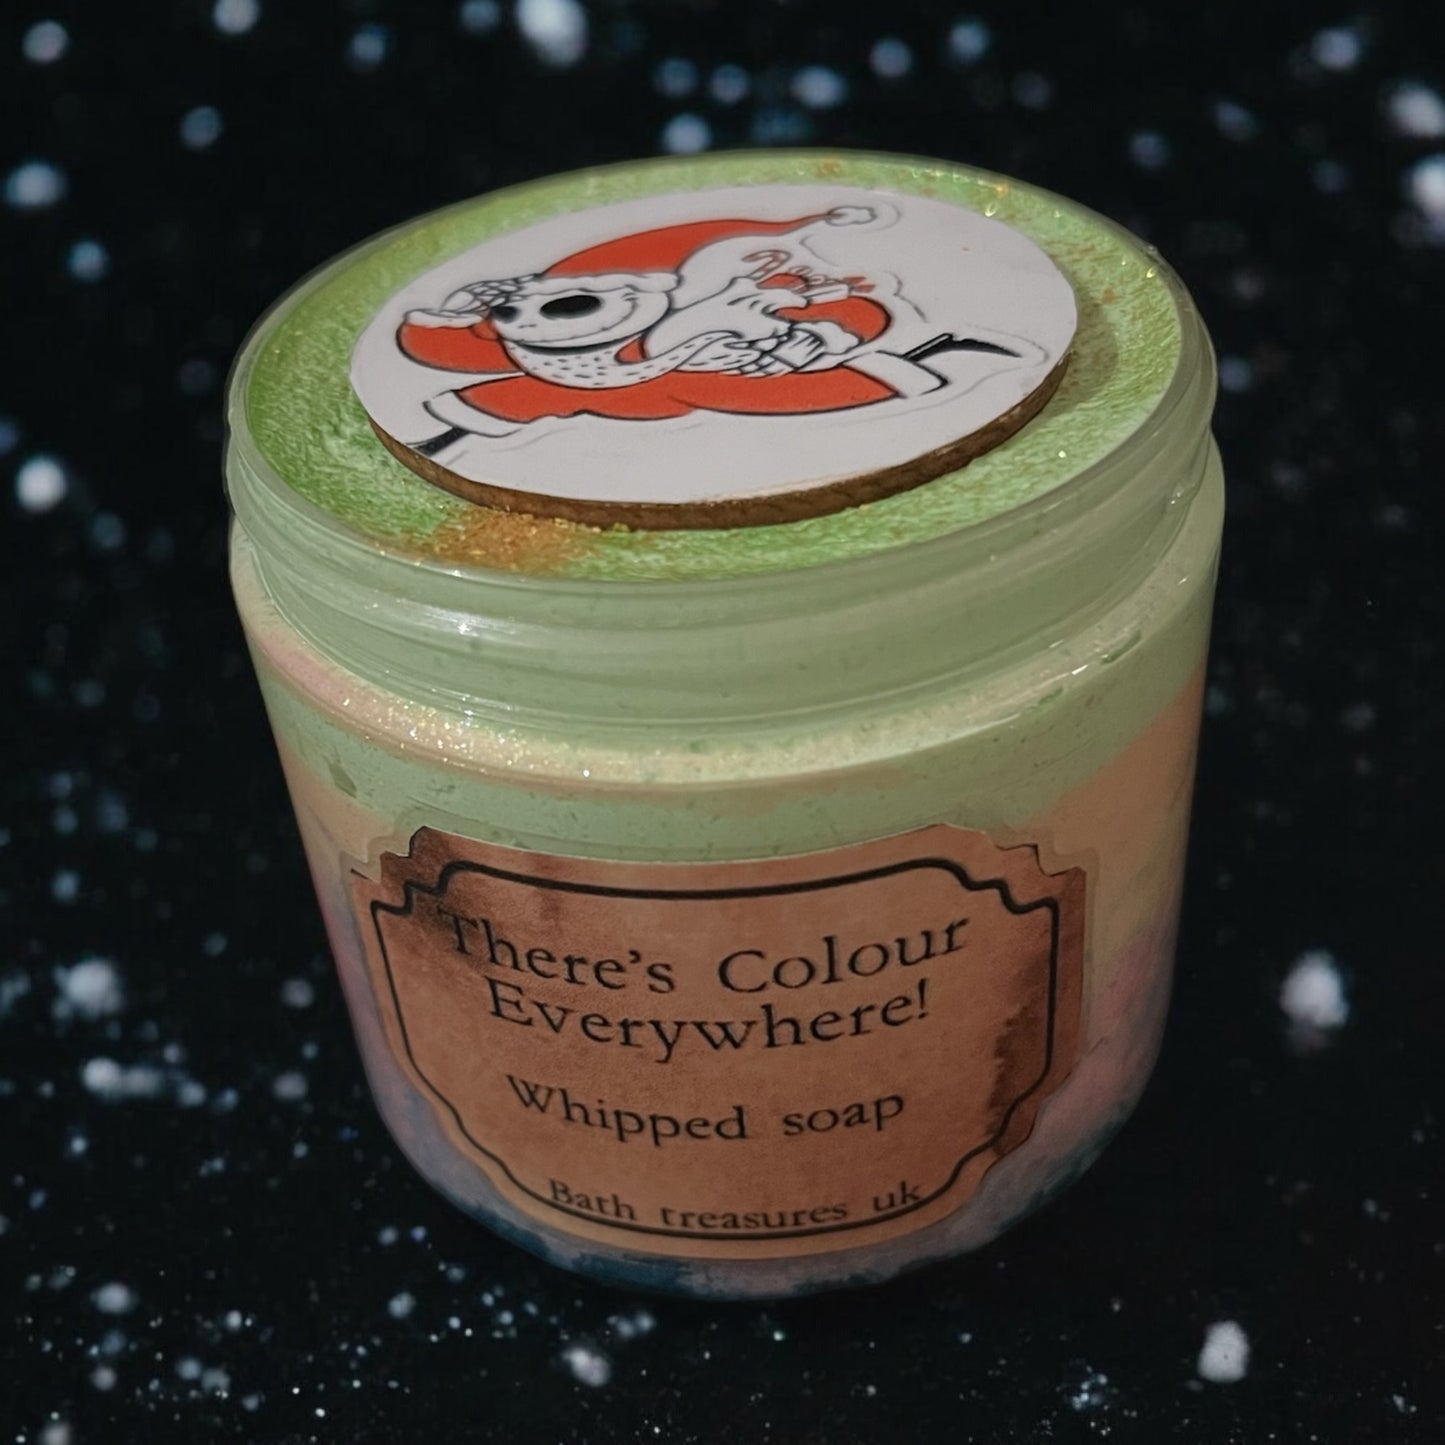 There's Colour
Everywhere!
Whipped soap
Bath treasures uk